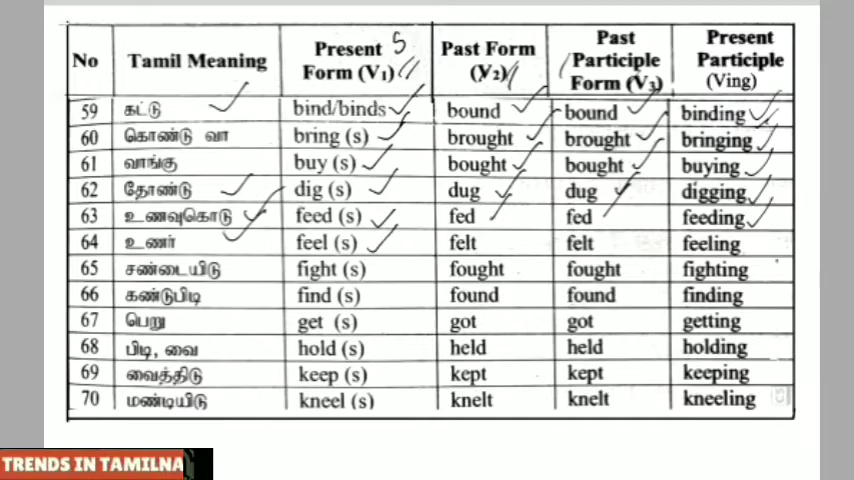 No Tamil Meaning Present Form (V₁) Past Form (V₂) Past Participle Form (V₃) Present Participle (Ving)
59 கட்டு bind/binds bound bound binding
60 கொண்டு வா bring (s) brought brought bringing
61 வாங்கு buy (s) bought bought buying
62 தோண்டு dig (s) dug dug digging
63 உணவுகொடு feed (s) fed fed feeding
64 உணர் feel (s) felt felt feeling
65 சண்டையிடு fight (s) fought fought fighting
66 கண்டுபிடி find (s) found found finding
67 பெறு get (s) got got getting
68 பிடி, வை hold (s) held held holding
69 வைத்திடு keep (s) kept kept keeping
70 மண்டியிடு kneel (s) knelt knelt kneeling
TRENDS IN TAMILNA